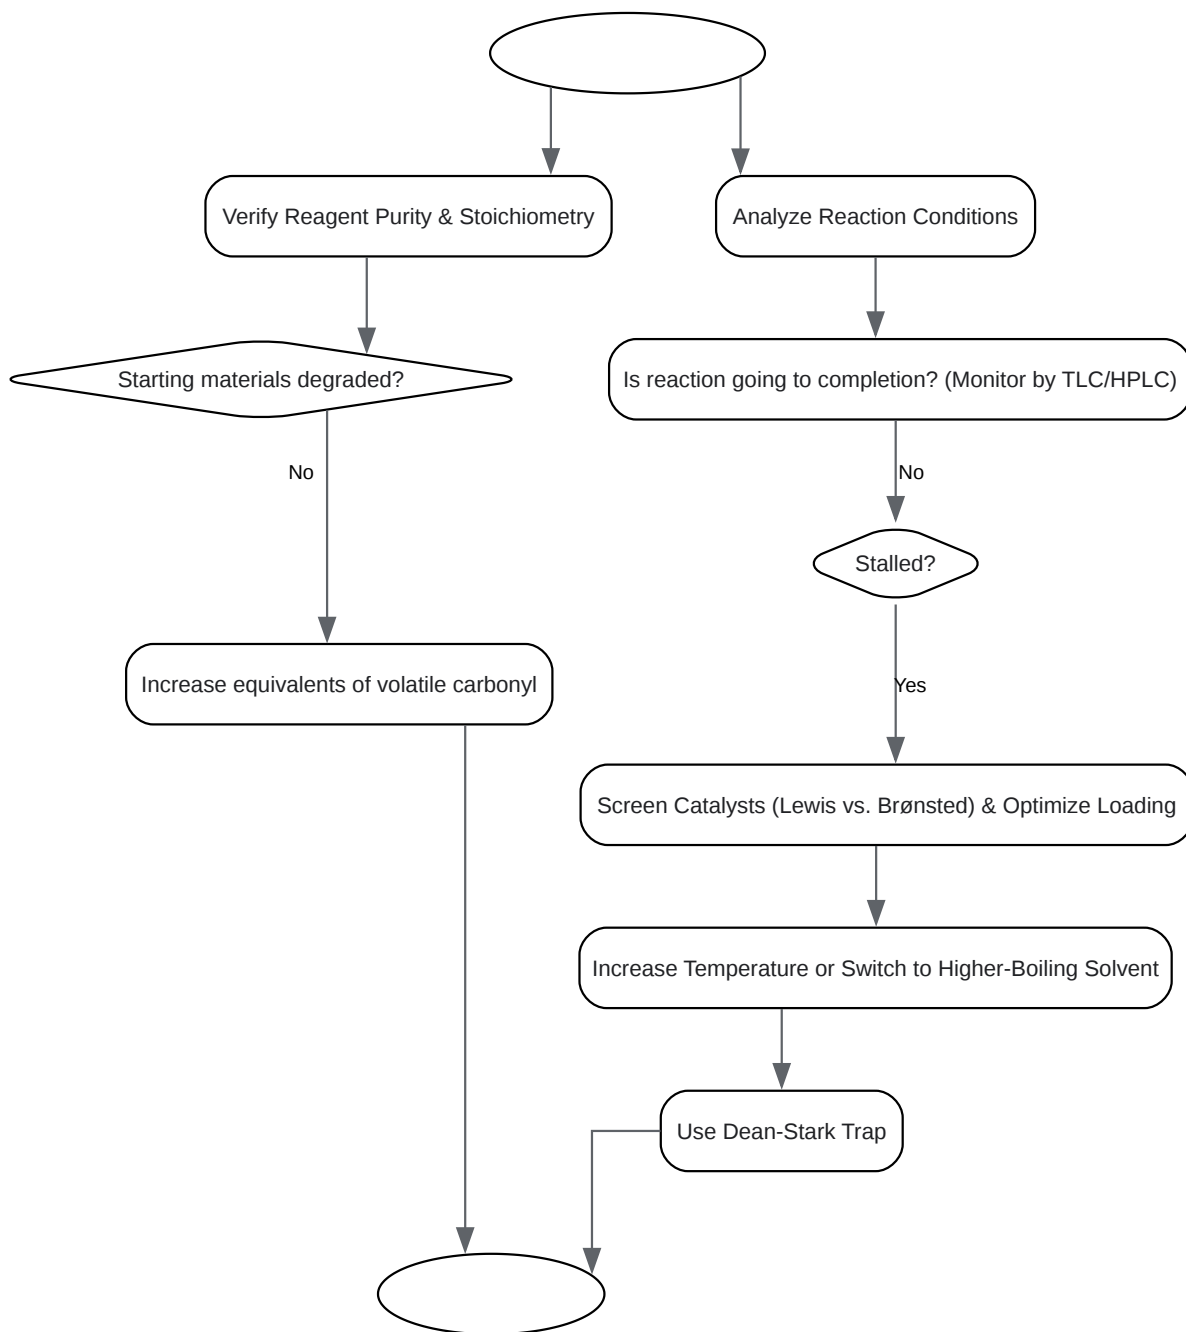 Verify Reagent Purity & Stoichiometry
Analyze Reaction Conditions
Starting materials degraded?
Is reaction going to completion? (Monitor by TLC/HPLC)
No
No
Stalled?
Increase equivalents of volatile carbonyl
Yes
Screen Catalysts (Lewis vs. Brønsted) & Optimize Loading
Increase Temperature or Switch to Higher-Boiling Solvent
Use Dean-Stark Trap